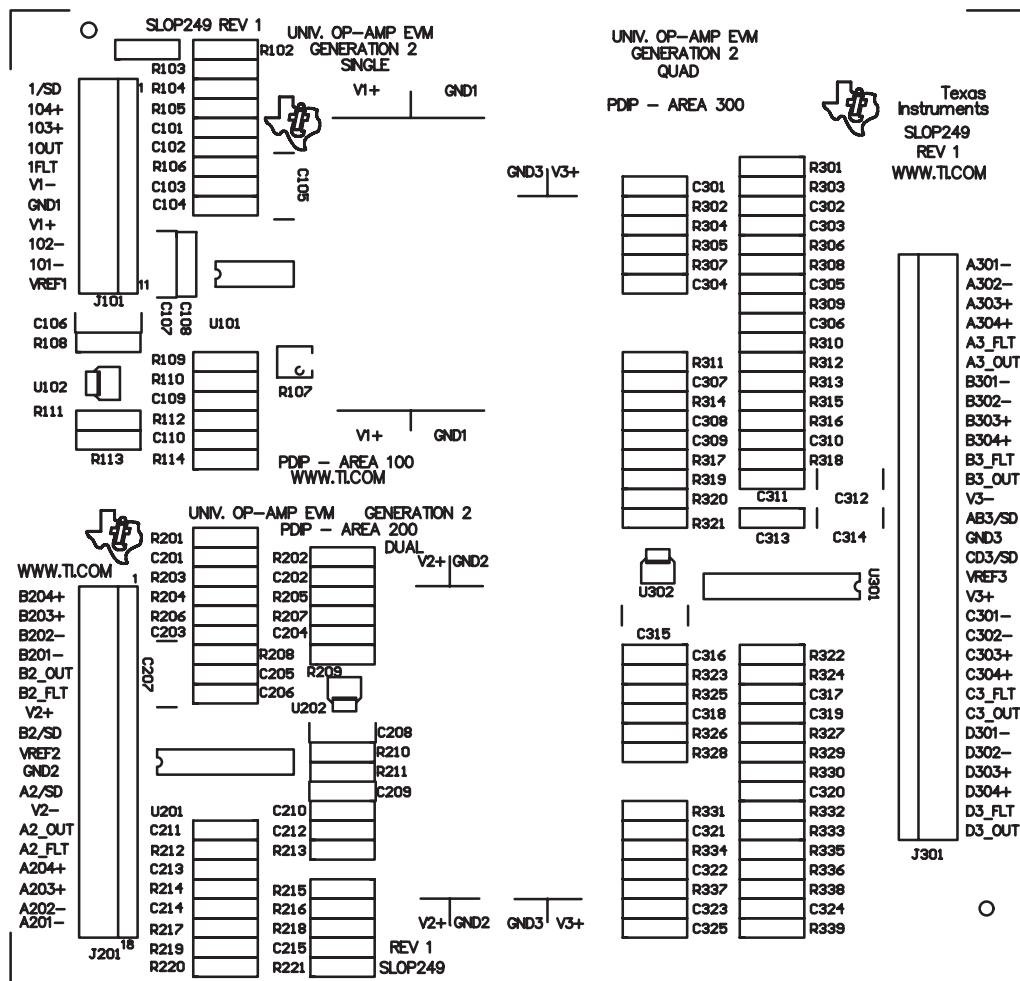 SLOP249 REV 1
UNIV. OP-AMP EVM
GENERATION 2
SINGLE
R102
R103
R104
R105
C101
C102
R106
C103
C104
C105
V1+
GND1
1/SD
104+
103+
1OUT
1FLT
V1-
GND1
V1+
102-
101-
VREF1
1
11
J101
C107
C108
U101
C106
R108
U102
R111
R113
R109
R110
C109
R112
C110
R114
R107
V1+
GND1
PDIP - AREA 100
WWW.TI.COM
UNIV. OP-AMP EVM
GENERATION 2
QUAD
PDIP - AREA 300
Texas
Instruments
SLOP249
REV 1
WWW.TI.COM
GND3
V3+
C301
R302
R304
R305
R307
C304
R301
R303
C302
C303
R306
R308
C305
R309
C306
R310
R312
R313
R315
R316
C310
R318
R311
C307
R314
C308
C309
R317
R319
R320
R321
C311
C312
C313
C314
U302
U301
C315
C316
R323
R325
C318
R326
R328
R322
R324
C317
C319
R327
R329
R330
C320
R332
R333
R335
R336
R338
C324
R339
R331
C321
R334
C322
R337
C323
C325
A301-
A302-
A303+
A304+
A3_FLT
A3_OUT
B301-
B302-
B303+
B304+
B3_FLT
B3_OUT
V3-
AB3/SD
GND3
CD3/SD
VREF3
V3+
C301-
C302-
C303+
C304+
C3_FLT
C3_OUT
D301-
D302-
D303+
D304+
D3_FLT
D3_OUT
J301
UNIV. OP-AMP EVM GENERATION 2
PDIP - AREA 200
DUAL
WWW.TI.COM
V2+
GND2
R201
C201
R203
R204
R206
C203
R208
C205
C206
R202
C202
R205
R207
C204
R209
U202
C207
1
B204+
B203+
B202-
B201-
B2_OUT
B2_FLT
V2+
B2/SD
VREF2
GND2
A2/SD
V2-
A2_OUT
A2_FLT
A204+
A203+
A202-
A201-
18
J201
C208
R210
R211
C209
U201
C210
C211
R212
C213
R214
C214
R217
R219
R220
C212
R213
R215
R216
R218
C215
R221
V2+
GND2
GND3
V3+
REV 1
SLOP249